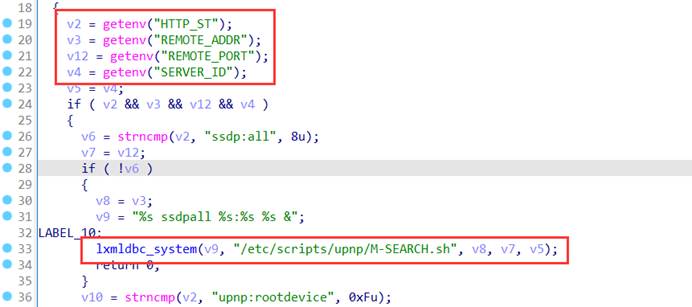 18 {
19 v2 = getenv("HTTP_ST");
20 v3 = getenv("REMOTE_ADDR");
21 v12 = getenv("REMOTE_PORT");
22 v4 = getenv("SERVER_ID");
23 v5 = v4;
24 if ( v2 && v3 && v12 && v4 )
25 {
26 v6 = strncmp(v2, "ssdp:all", 8u);
27 v7 = v12;
28 if ( !v6 )
29 {
30 v8 = v3;
31 v9 = "%s ssdpall %s:%s %s &";
32 LABEL_10:
33 lxmldbc_system(v9, "/etc/scripts/upnp/M-SEARCH.sh", v8, v7, v5);
34 return 0;
35 }
36 v10 = strncmp(v2, "upnp:rootdevice", 0xFu);